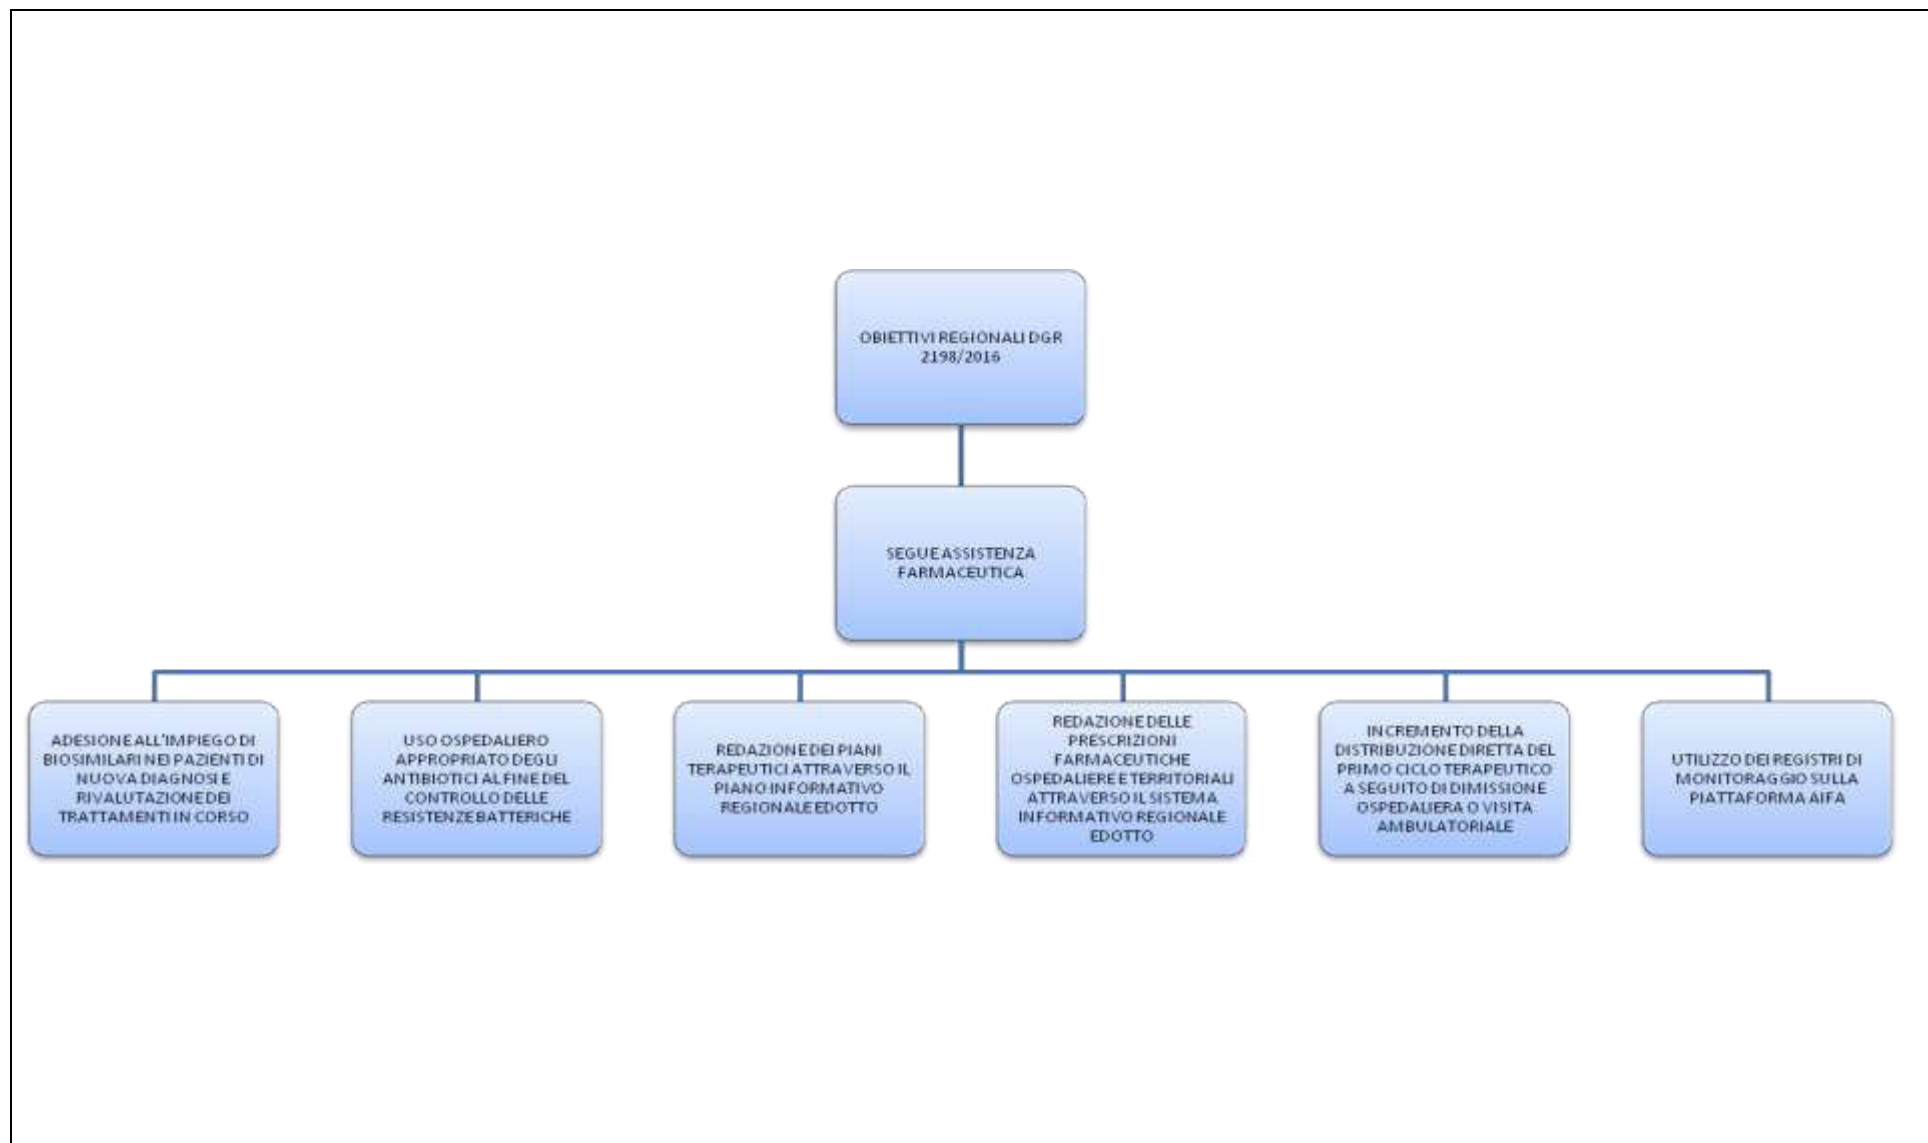 OBIETTIVI REGIONALI DGR
2198/2016
SEGUE ASSISTENZA
FARMACEUTICA
ADESIONE ALL'IMPIEGO DI
BIOSIMILARI NEI PAZIENTI DI
NUOVA DIAGNOSI E
RIVALUTAZIONE DEI
TRATTAMENTI IN CORSO
USO OSPEDALIERO
APPROPRIATO DEGLI
ANTIBIOTICI AL FINE DEL
CONTROLLO DELLE
RESISTENZE BATTERICHE
REDAZIONE DEI PIANI
TERAPEUTICI ATTRAVERSO IL
PIANO INFORMATIVO
REGIONALE EDOTTO
REDAZIONE DELLE
PRESCRIZIONI
FARMACEUTICHE
OSPEDALIERE E TERRITORIALI
ATTRAVERSO IL SISTEMA
INFORMATIVO REGIONALE
EDOTTO
INCREMENTO DELLA
DISTRIBUZIONE DIRETTA DEL
PRIMO CICLO TERAPEUTICO
A SEGUITO DI DIMISSIONE
OSPEDALIERA O VISITA
AMBULATORIALE
UTILIZZO DEI REGISTRI DI
MONITORAGGIO SULLA
PIATTAFORMA AIFA